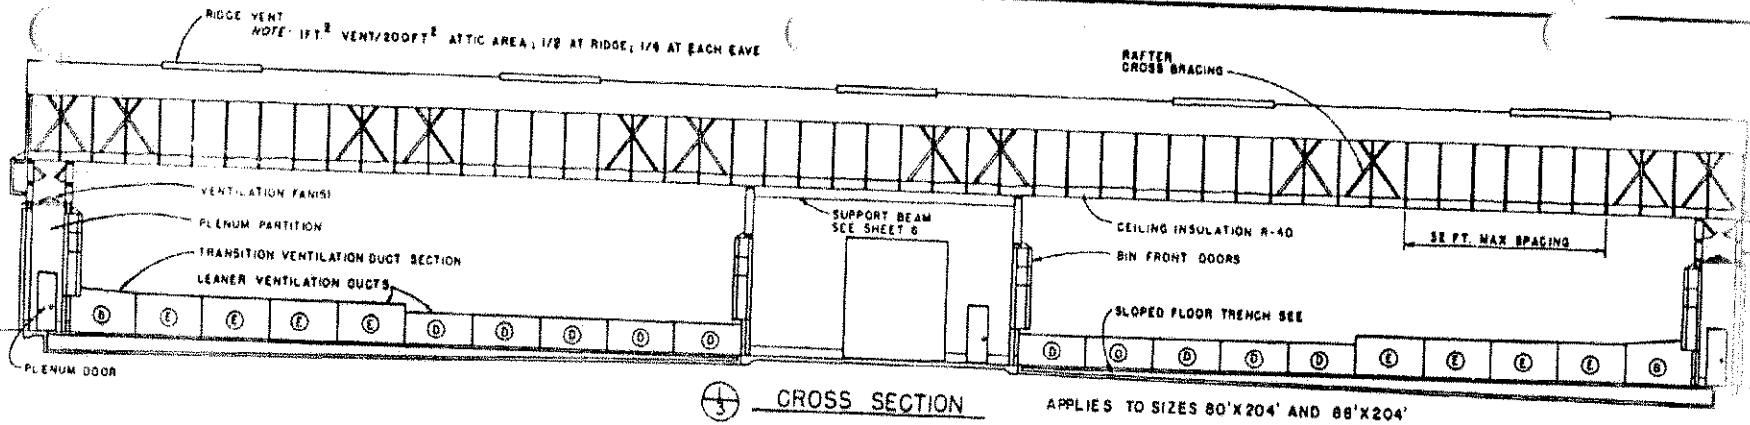 RIDGE VENT
NOTE: 1FT.² VENT/200FT² ATTIC AREA; 1/2 AT RIDGE; 1/4 AT EACH EAVE
RAFTER
CROSS BRACING
VENTILATION FAN(S)
PLENUM PARTITION
TRANSITION VENTILATION DUCT SECTION
LEANER VENTILATION DUCTS
SUPPORT BEAM
SEE SHEET 6
CEILING INSULATION R-40
32 FT. MAX SPACING
BIN FRONT DOORS
SLOPED FLOOR TRENCH SEE
B E E E E D D D D D
D D D D D E E E E B
PLENUM DOOR
1
3
CROSS SECTION
APPLIES TO SIZES 80'X204' AND 88'X204'